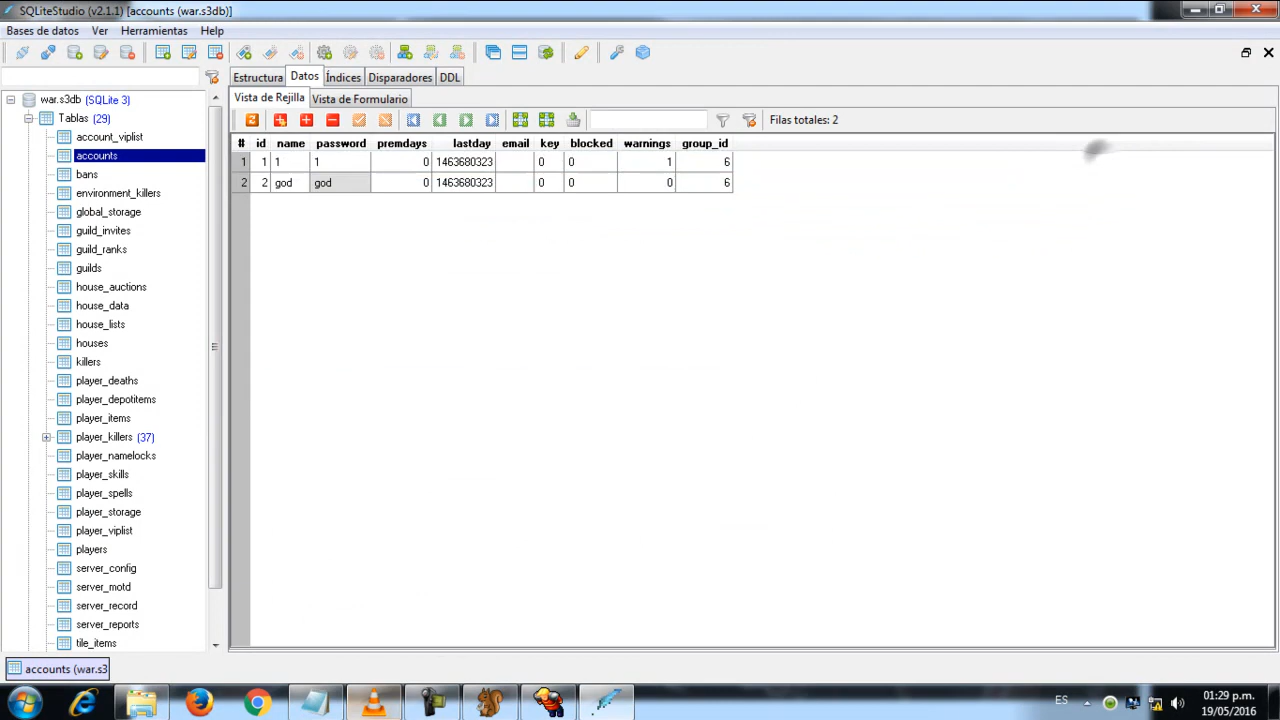 SQLiteStudio (v2.1.1) [accounts (war.s3db)]
Bases de datos Ver Herramientas Help
Estructura Datos Índices Disparadores DDL
Vista de Rejilla Vista de Formulario
Filas totales: 2
war.s3db (SQLite 3)
Tablas (29)
account_viplist
accounts
bans
environment_killers
global_storage
guild_invites
guild_ranks
guilds
house_auctions
house_data
house_lists
houses
killers
player_deaths
player_depotitems
player_items
player_killers (37)
player_namelocks
player_skills
player_spells
player_storage
player_viplist
players
server_config
server_motd
server_record
server_reports
tile_items
# id name password premdays lastday email key blocked warnings group_id
1 1 1 1 0 1463680323 0 0 1 6
2 2 god god 0 1463680323 0 0 0 6
accounts (war.s3
ES
01:29 p.m.
19/05/2016